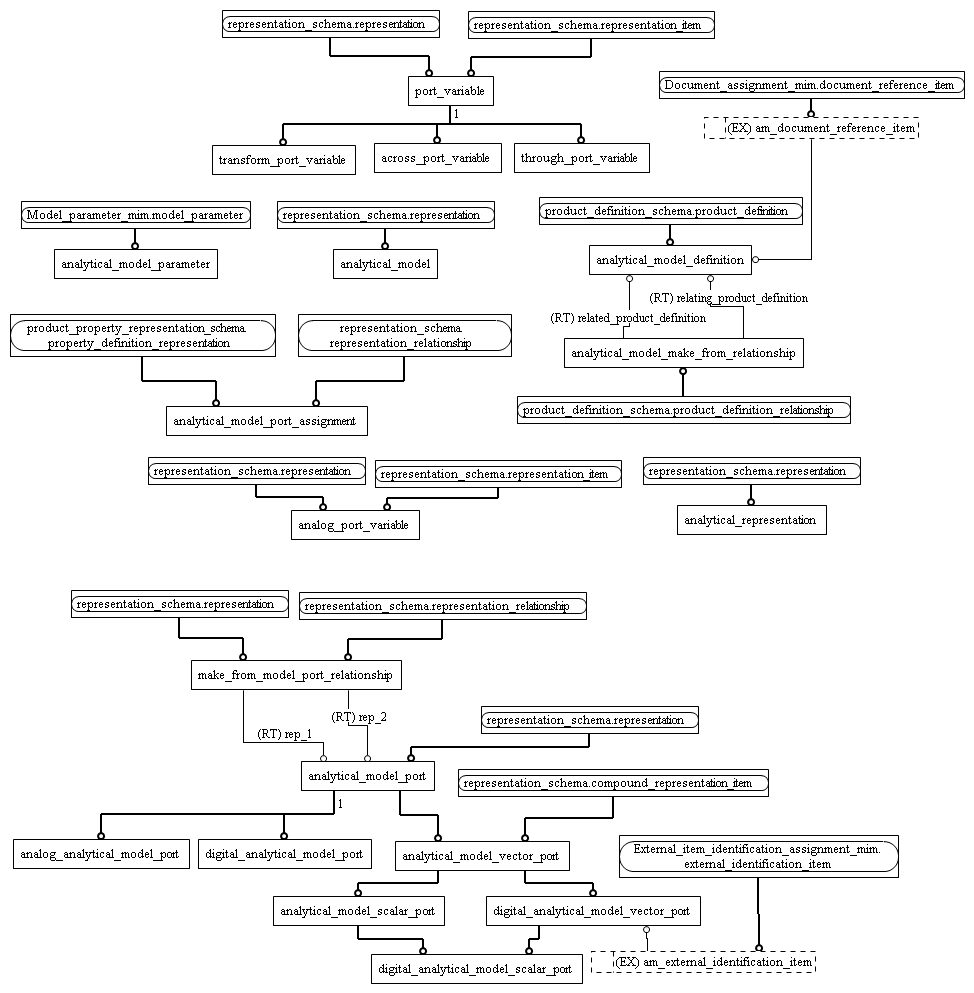 representation_schema.representation
representation_schema.representation_item
port_variable
1
Document_assignment_mim.document_reference_item
(EX) am_document_reference_item
transform_port_variable
across_port_variable
through_port_variable
Model_parameter_mim.model_parameter
representation_schema.representation
product_definition_schema.product_definition
analytical_model_parameter
analytical_model
analytical_model_definition
(RT) relating_product_definition
(RT) related_product_definition
product_property_representation_schema.
property_definition_representation
representation_schema.
representation_relationship
analytical_model_make_from_relationship
analytical_model_port_assignment
product_definition_schema.product_definition_relationship
representation_schema.representation
representation_schema.representation_item
representation_schema.representation
analog_port_variable
analytical_representation
representation_schema.representation
representation_schema.representation_relationship
make_from_model_port_relationship
(RT) rep_2
(RT) rep_1
representation_schema.representation
analytical_model_port
1
representation_schema.compound_representation_item
analog_analytical_model_port
digital_analytical_model_port
analytical_model_vector_port
External_item_identification_assignment_mim.
external_identification_item
analytical_model_scalar_port
digital_analytical_model_vector_port
digital_analytical_model_scalar_port
(EX) am_external_identification_item